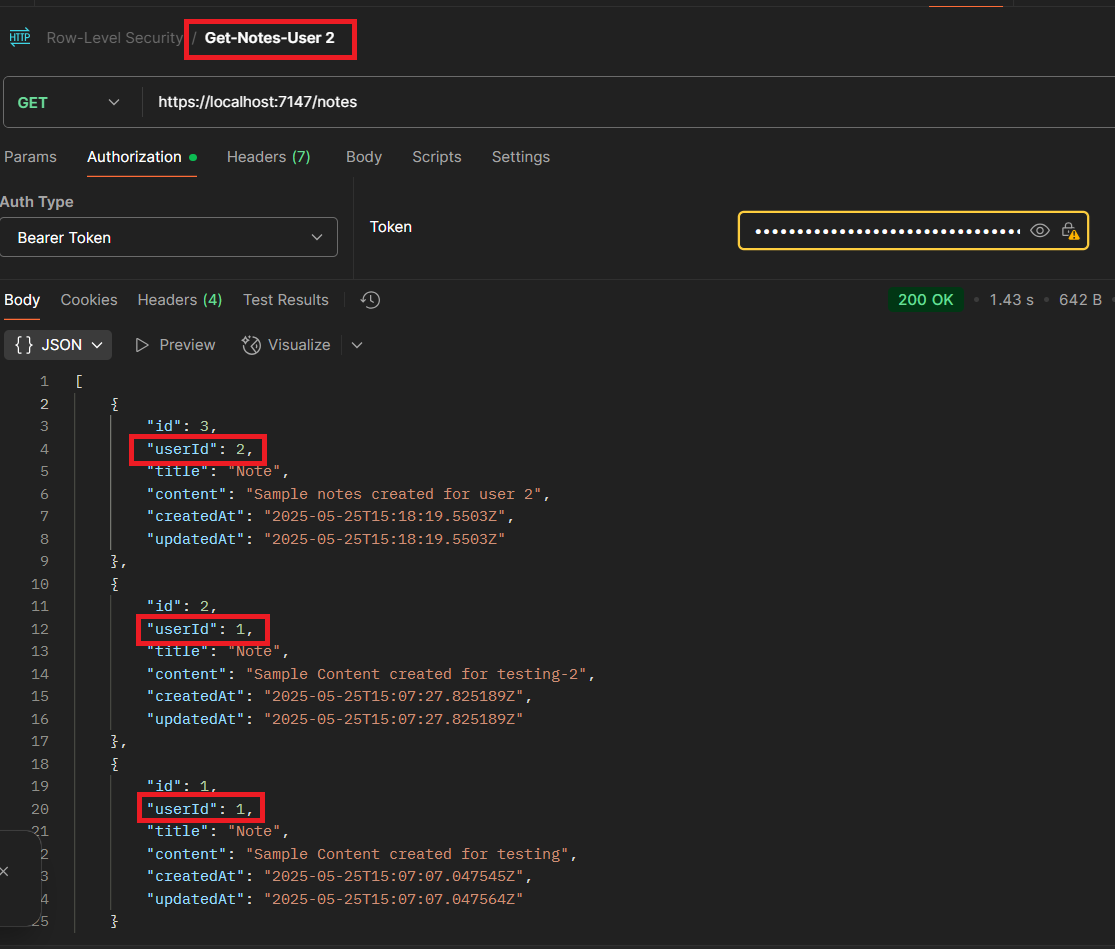 HTTP Row-Level Security / Get-Notes-User 2
GET https://localhost:7147/notes
Params Authorization Headers (7) Body Scripts Settings
Auth Type
Bearer Token
Token
Body Cookies Headers (4) Test Results 200 OK • 1.43 s • 642 B •
{} JSON Preview Visualize
1 [
2 {
3 "id": 3,
4 "userId": 2,
5 "title": "Note",
6 "content": "Sample notes created for user 2",
7 "createdAt": "2025-05-25T15:18:19.5503Z",
8 "updatedAt": "2025-05-25T15:18:19.5503Z"
9 },
10 {
11 "id": 2,
12 "userId": 1,
13 "title": "Note",
14 "content": "Sample Content created for testing-2",
15 "createdAt": "2025-05-25T15:07:27.825189Z",
16 "updatedAt": "2025-05-25T15:07:27.825189Z"
17 },
18 {
19 "id": 1,
20 "userId": 1,
21 "title": "Note",
2 "content": "Sample Content created for testing",
3 "createdAt": "2025-05-25T15:07:07.047545Z",
4 "updatedAt": "2025-05-25T15:07:07.047564Z"
25 }